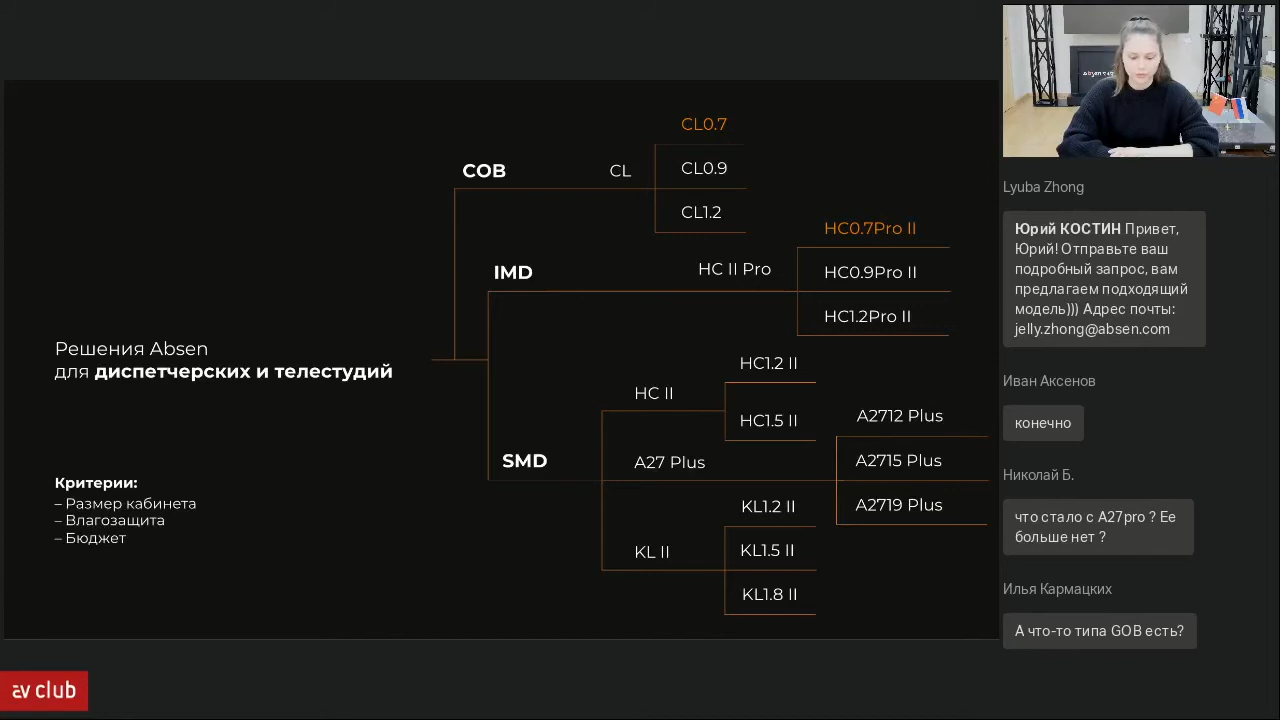 COB
CL
CL0.7
CL0.9
CL1.2
IMD
HC II Pro
HC0.7Pro II
HC0.9Pro II
HC1.2Pro II
Решения Absen
для диспетчерских и телестудий
SMD
HC II
HC1.2 II
HC1.5 II
A27 Plus
A2712 Plus
A2715 Plus
A2719 Plus
KL II
KL1.2 II
KL1.5 II
KL1.8 II
Критерии:
– Размер кабинета
– Влагозащита
– Бюджет
av club
Lyuba Zhong
Юрий КОСТИН Привет,
Юрий! Отправьте ваш
подробный запрос, вам
предлагаем подходящий
модель))) Адрес почты:
jelly.zhong@absen.com
Иван Аксенов
конечно
Николай Б.
что стало с A27pro ? Ее
больше нет ?
Илья Кармацких
А что-то типа GOB есть?